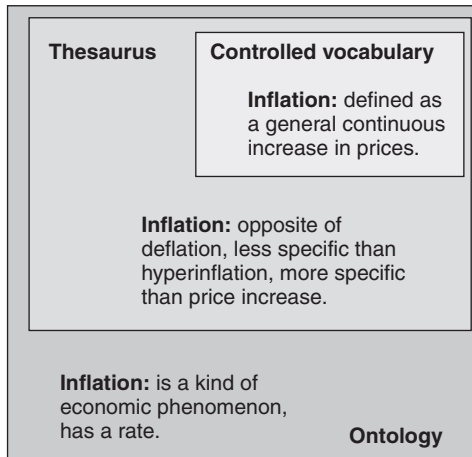 Thesaurus
Controlled vocabulary
Inflation: defined as
a general continuous
increase in prices.
Inflation: opposite of
deflation, less specific than
hyperinflation, more specific
than price increase.
Inflation: is a kind of
economic phenomenon,
has a rate.
Ontology